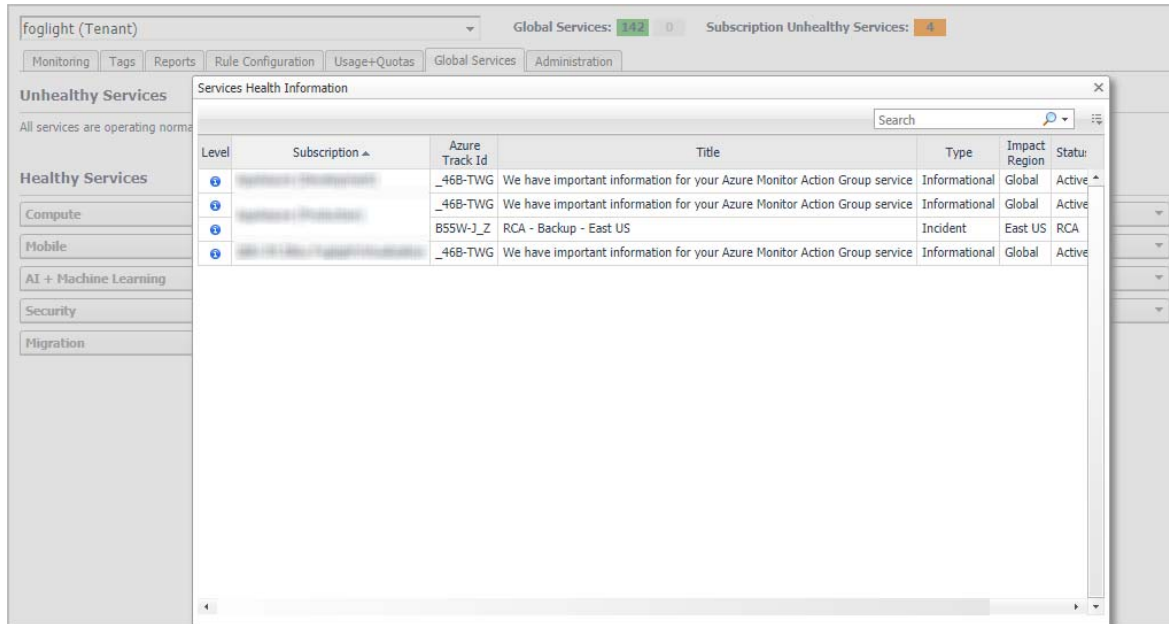 foglight (Tenant) Global Services: 142 0 Subscription Unhealthy Services: 4
Monitoring Tags Reports Rule Configuration Usage+Quotas Global Services Administration
Unhealthy Services
Services Health Information
All services are operating norma
Search
Level Subscription Azure Track Id Title Type Impact Region Status
_46B-TWG We have important information for your Azure Monitor Action Group service Informational Global Active
_46B-TWG We have important information for your Azure Monitor Action Group service Informational Global Active
B55W-J_Z RCA - Backup - East US Incident East US RCA
_46B-TWG We have important information for your Azure Monitor Action Group service Informational Global Active
Healthy Services
Compute
Mobile
AI + Machine Learning
Security
Migration